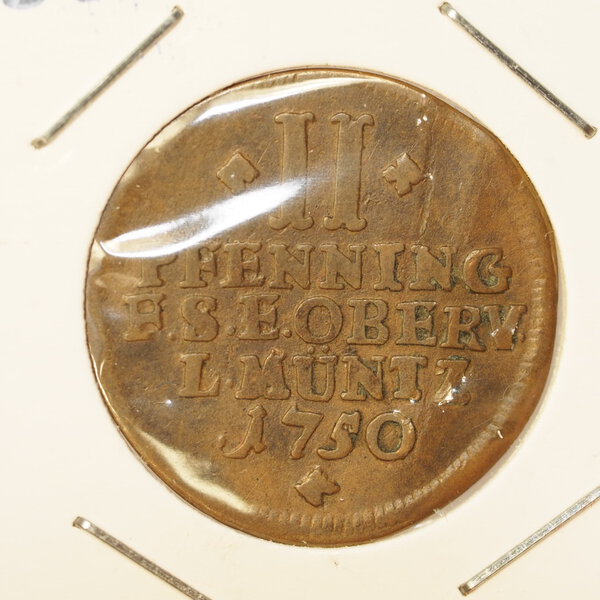 II
PFENNING
F.S.E.OBERV.
L.MÜNTZ
1750